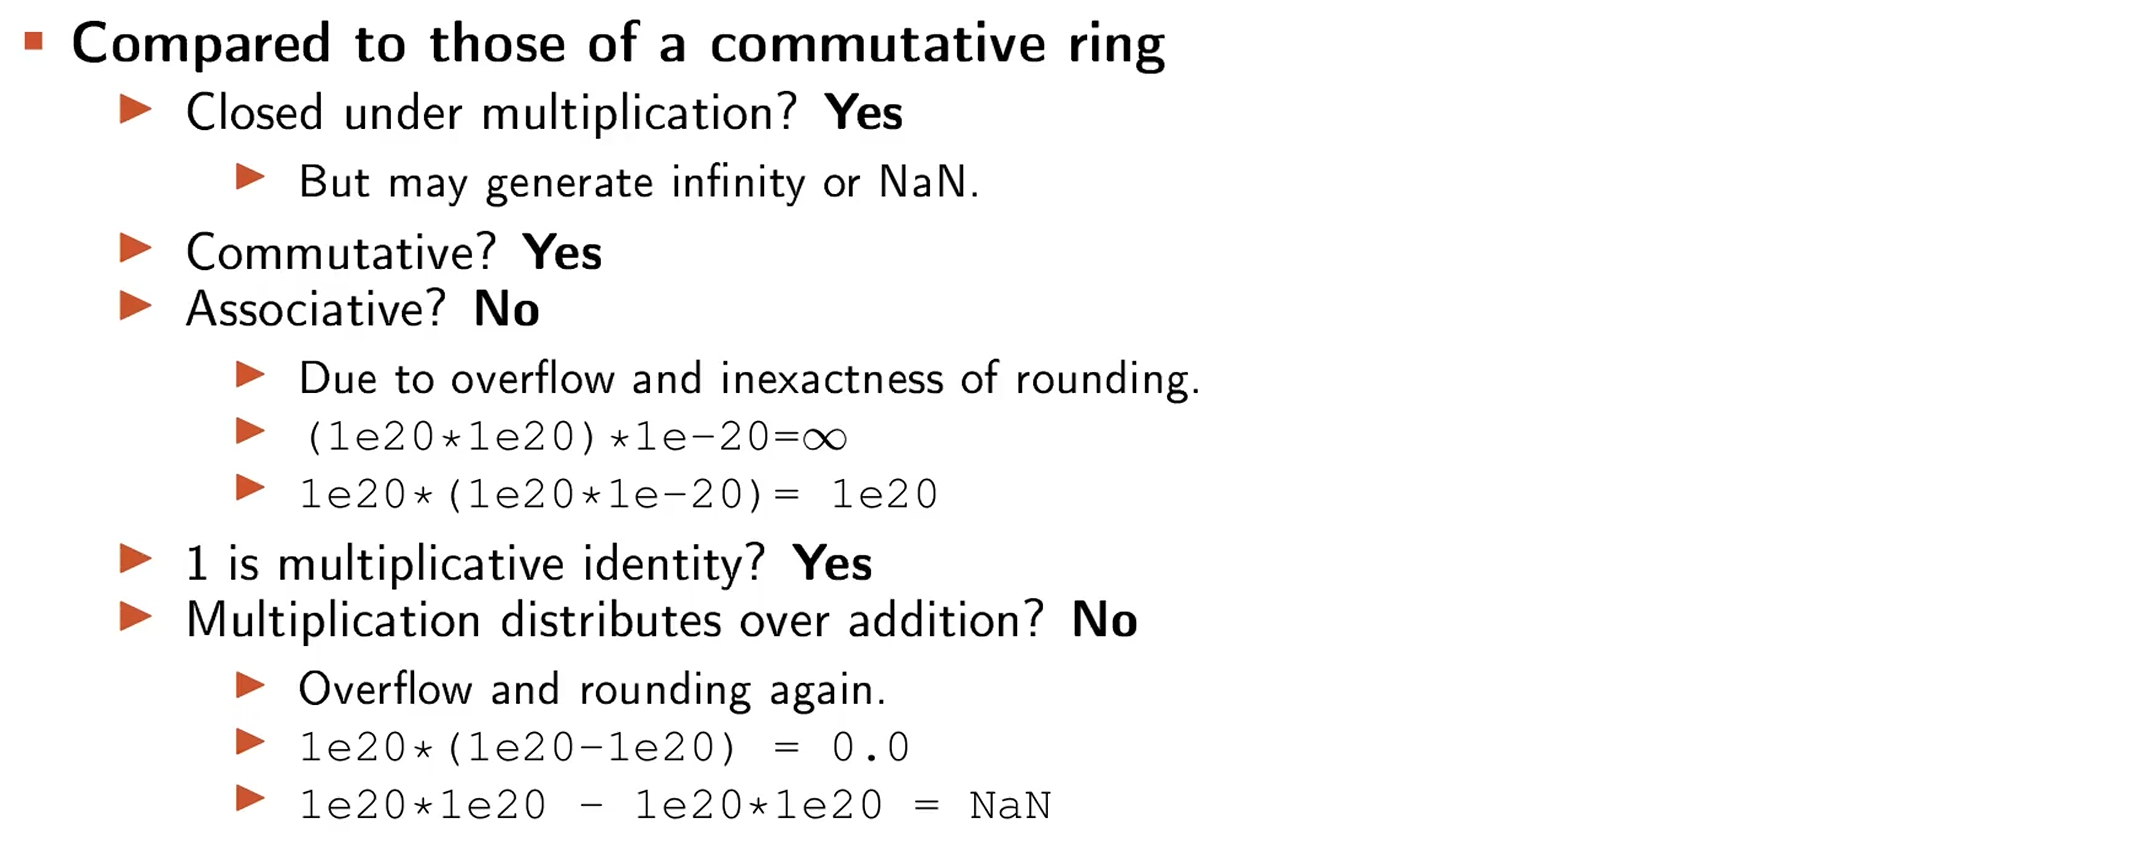 Compared to those of a commutative ring
Closed under multiplication? Yes
But may generate infinity or NaN.
Commutative? Yes
Associative? No
Due to overflow and inexactness of rounding.
(1e20*1e20)*1e-20=∞
1e20*(1e20*1e-20)= 1e20
1 is multiplicative identity? Yes
Multiplication distributes over addition? No
Overflow and rounding again.
1e20*(1e20-1e20) = 0.0
1e20*1e20 - 1e20*1e20 = NaN